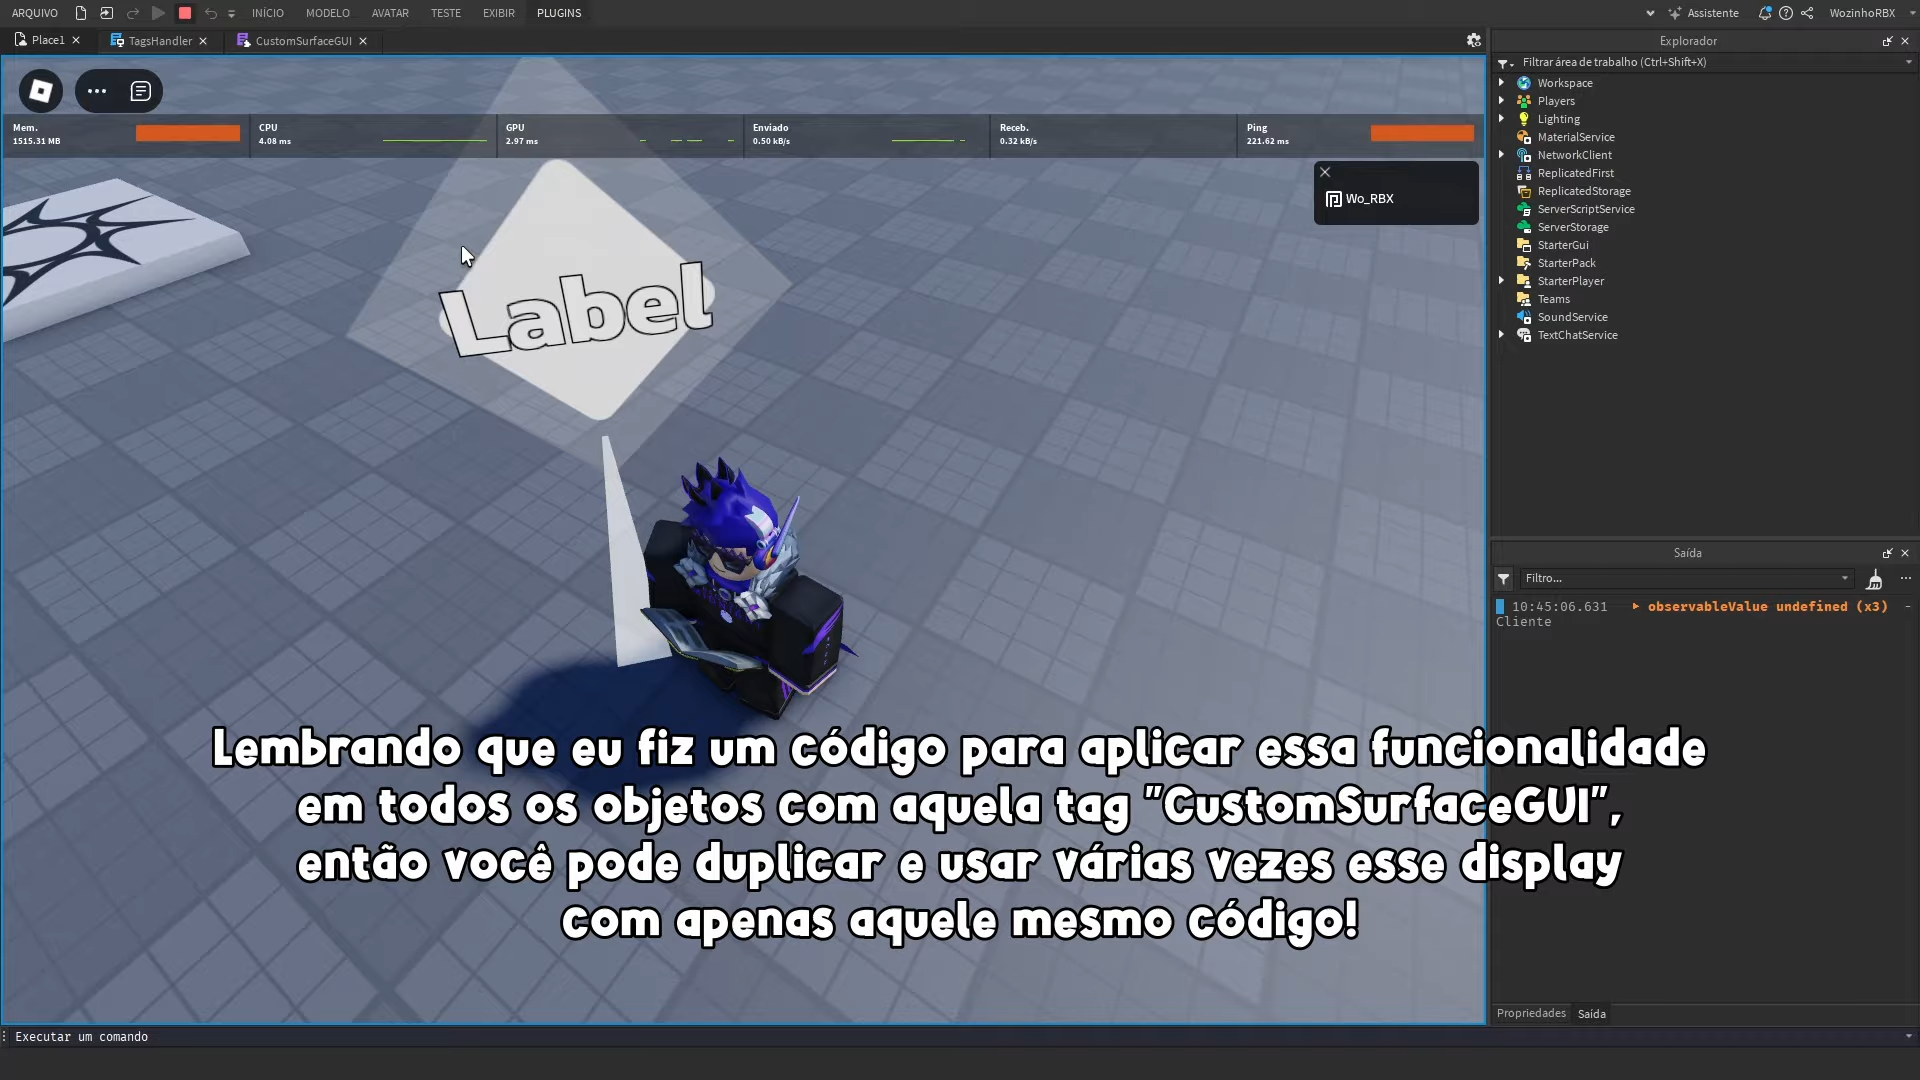 ARQUIVO INÍCIO MODELO AVATAR TESTE EXIBIR PLUGINS Assistente WozinhoRBX
Place1 TagsHandler CustomSurfaceGUI
Mem. CPU GPU Enviado Receb. Ping
1515.31 MB 4.08 ms 2.97 ms 0.50 kB/s 0.32 kB/s 221.62 ms
Wo_RBX
Label
Lembrando que eu fiz um código para aplicar essa funcionalidade
em todos os objetos com aquela tag "CustomSurfaceGUI",
então você pode duplicar e usar várias vezes esse display
com apenas aquele mesmo código!
Explorador
Filtrar área de trabalho (Ctrl+Shift+X)
Workspace
Players
Lighting
MaterialService
NetworkClient
ReplicatedFirst
ReplicatedStorage
ServerScriptService
ServerStorage
StarterGui
StarterPack
StarterPlayer
Teams
SoundService
TextChatService
Saída
Filtro...
10:45:06.631 observableValue undefined (x3) -
Cliente
Propriedades Saída
Executar um comando